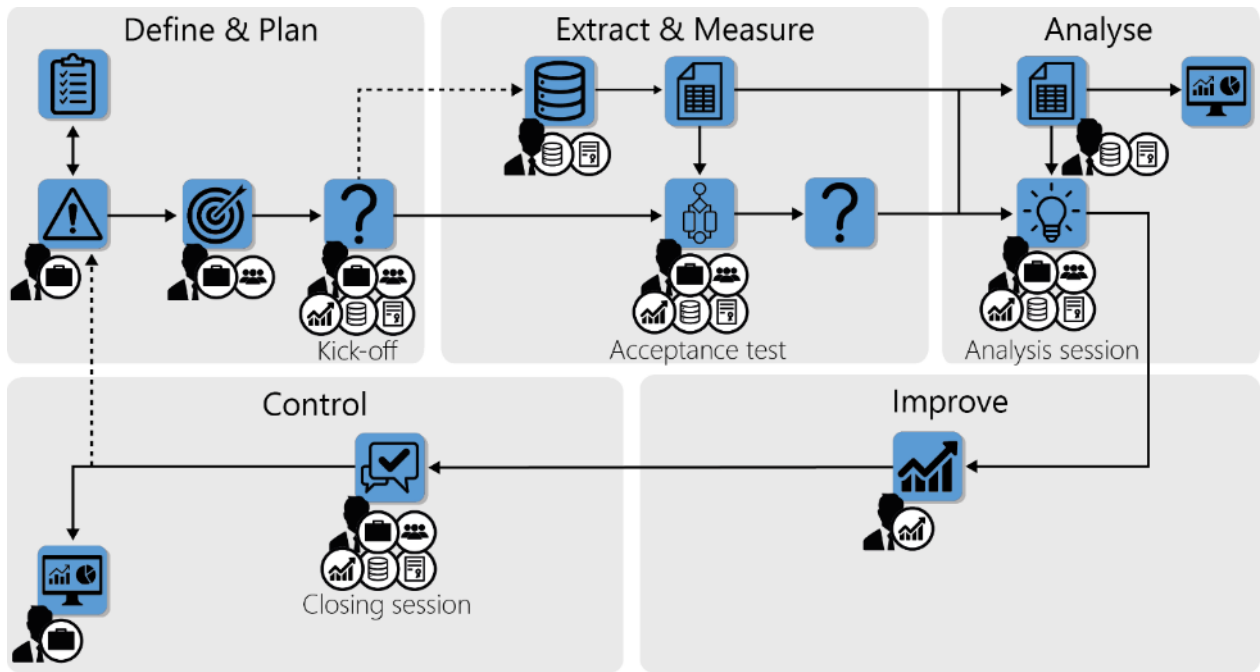 Define & Plan
Extract & Measure
Analyse
?
?
Kick-off
Acceptance test
Analysis session
Control
Improve
Closing session